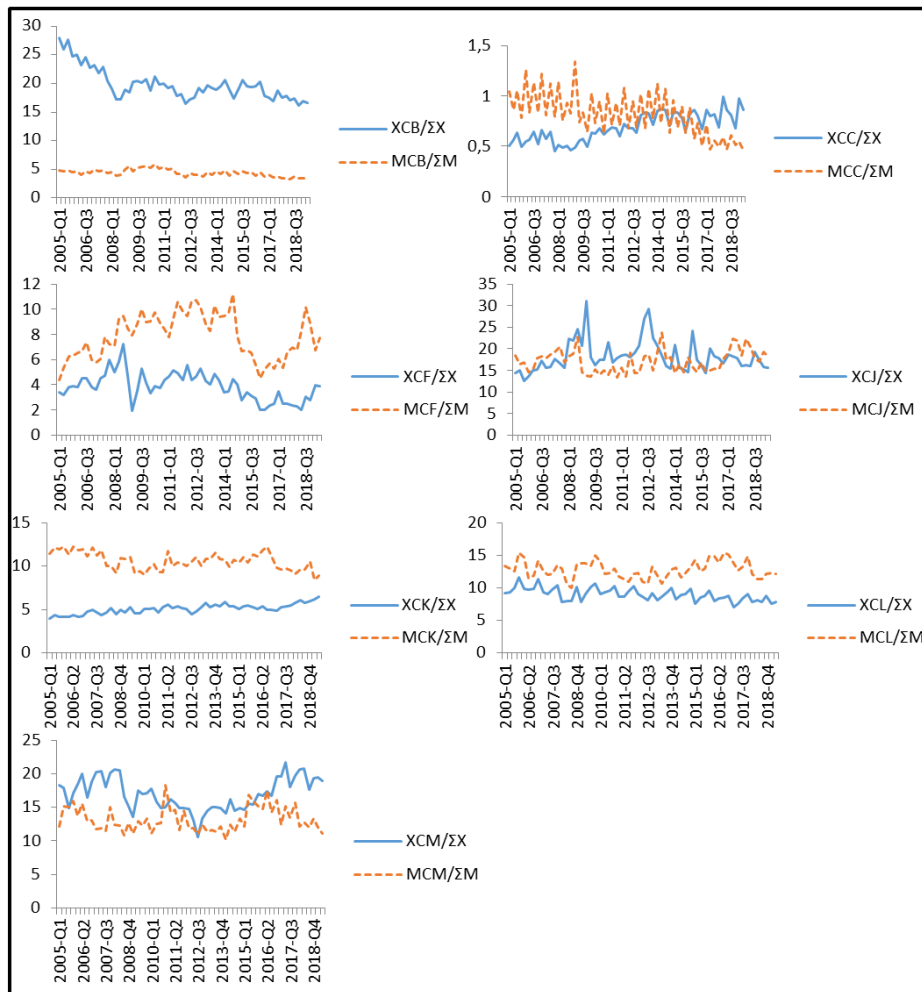 30
25
20
15
10
5
0
XCB/ΣX
MCB/ΣM
2005-Q1
2006-Q3
2008-Q1
2009-Q3
2011-Q1
2012-Q3
2014-Q1
2015-Q3
2017-Q1
2018-Q3
1,5
1
0,5
0
XCC/ΣX
MCC/ΣM
2005-Q1
2006-Q3
2008-Q1
2009-Q3
2011-Q1
2012-Q3
2014-Q1
2015-Q3
2017-Q1
2018-Q3
12
10
8
6
4
2
0
XCF/ΣX
MCF/ΣM
2005-Q1
2006-Q3
2008-Q1
2009-Q3
2011-Q1
2012-Q3
2014-Q1
2015-Q3
2017-Q1
2018-Q3
35
30
25
20
15
10
5
0
XCJ/ΣX
MCJ/ΣM
2005-Q1
2006-Q3
2008-Q1
2009-Q3
2011-Q1
2012-Q3
2014-Q1
2015-Q3
2017-Q1
2018-Q3
15
10
5
0
XCK/ΣX
MCK/ΣM
2005-Q1
2006-Q2
2007-Q3
2008-Q4
2010-Q1
2011-Q2
2012-Q3
2013-Q4
2015-Q1
2016-Q2
2017-Q3
2018-Q4
20
15
10
5
0
XCL/ΣX
MCL/ΣM
2005-Q1
2006-Q2
2007-Q3
2008-Q4
2010-Q1
2011-Q2
2012-Q3
2013-Q4
2015-Q1
2016-Q2
2017-Q3
2018-Q4
25
20
15
10
5
0
XCM/ΣX
MCM/ΣM
2005-Q1
2006-Q2
2007-Q3
2008-Q4
2010-Q1
2011-Q2
2012-Q3
2013-Q4
2015-Q1
2016-Q2
2017-Q3
2018-Q4